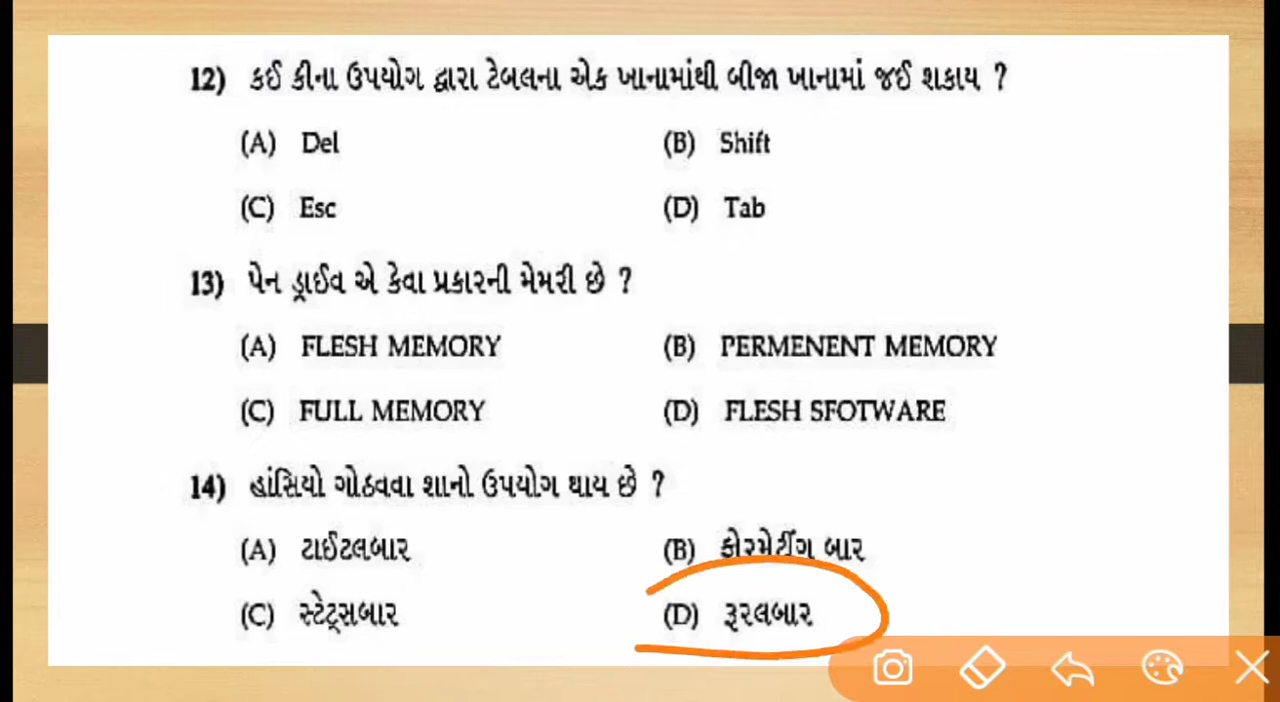 12) કઈ કીના ઉપયોગ દ્વારા ટેબલના એક ખાનામાંથી બીજા ખાનામાં જઈ શકાય ?
(A) Del (B) Shift
(C) Esc (D) Tab
13) પેન ડ્રાઈવ એ કેવા પ્રકારની મેમરી છે ?
(A) FLESH MEMORY (B) PERMENENT MEMORY
(C) FULL MEMORY (D) FLESH SFOTWARE
14) હાંસિયો ગોઠવવા શાનો ઉપયોગ થાય છે ?
(A) ટાઈટલબાર (B) ફોરમેટીંગ બાર
(C) સ્ટેટ્સબાર (D) રૂરલબાર